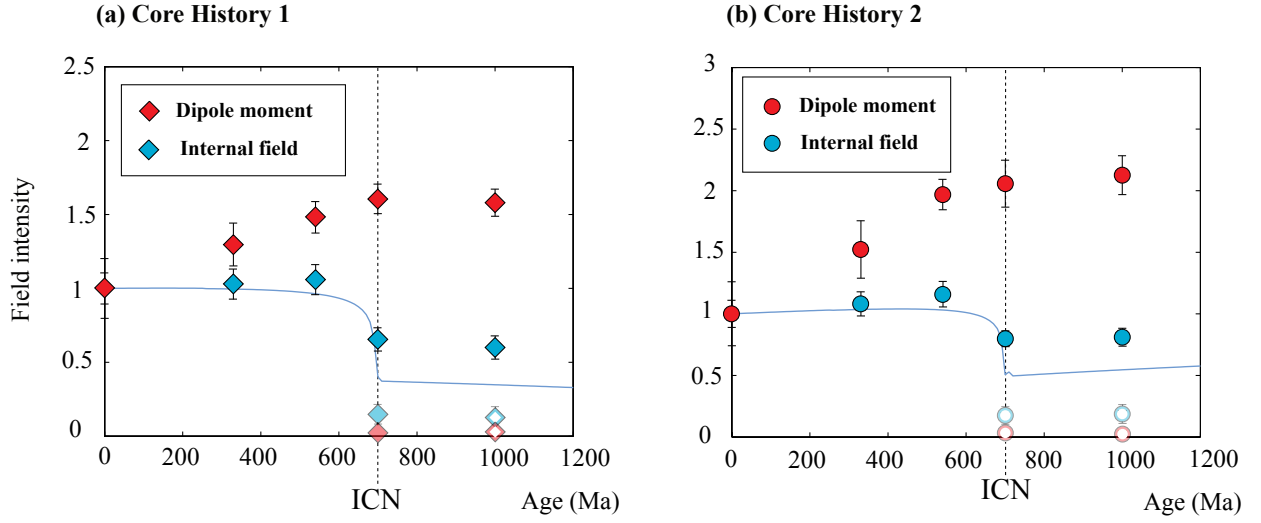 (a) Core History 1
2.5
2
1.5
1
0.5
0
Field intensity
Dipole moment
Internal field
0 200 400 600 800 1000 1200
ICN
Age (Ma)
(b) Core History 2
3
2.5
2
1.5
1
0.5
0
Dipole moment
Internal field
0 200 400 600 800 1000 1200
ICN
Age (Ma)